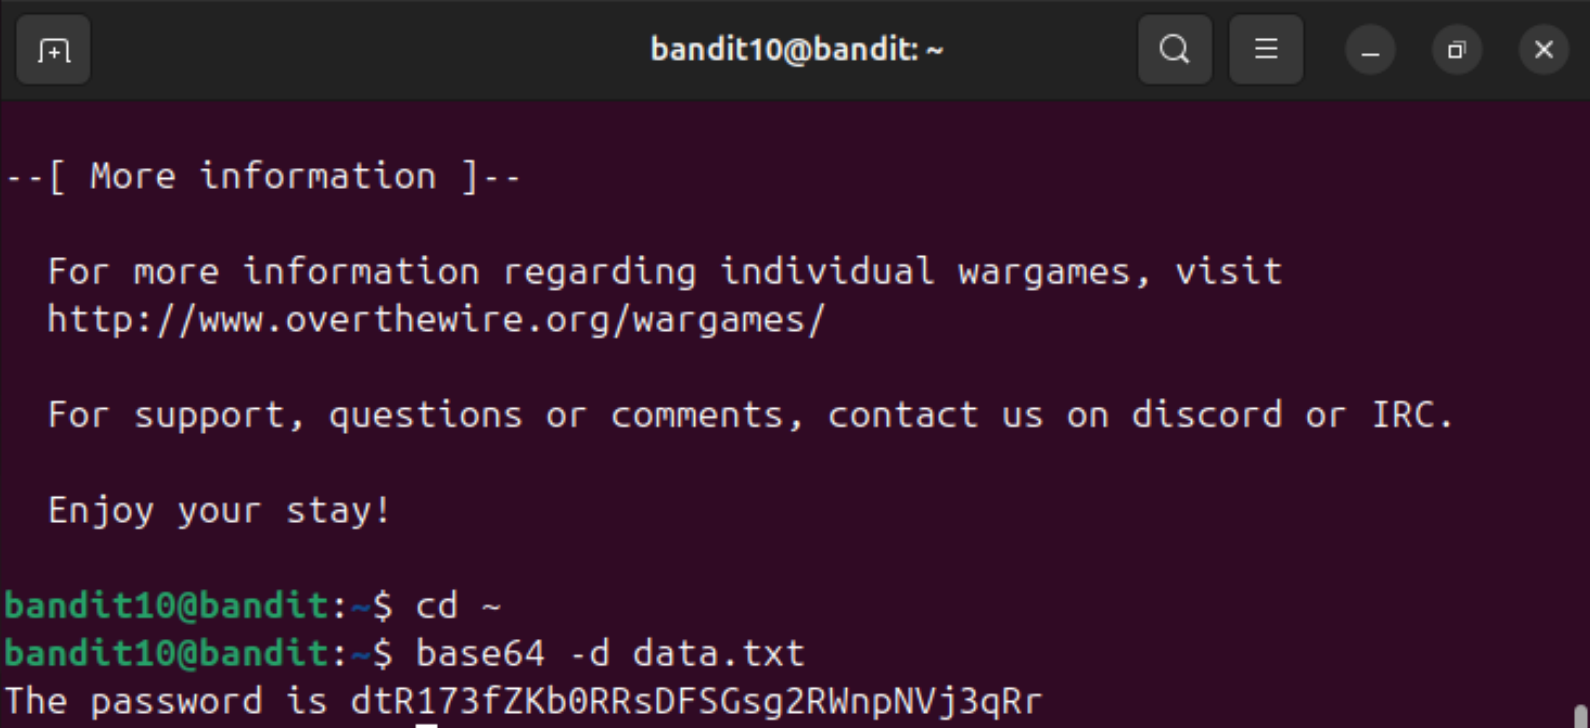 bandit10@bandit: ~
--[ More information ]--
For more information regarding individual wargames, visit
http://www.overthewire.org/wargames/
For support, questions or comments, contact us on discord or IRC.
Enjoy your stay!
bandit10@bandit:~$ cd ~
bandit10@bandit:~$ base64 -d data.txt
The password is dtR173fZKb0RRsDFSGsg2RWnpNVj3qRr